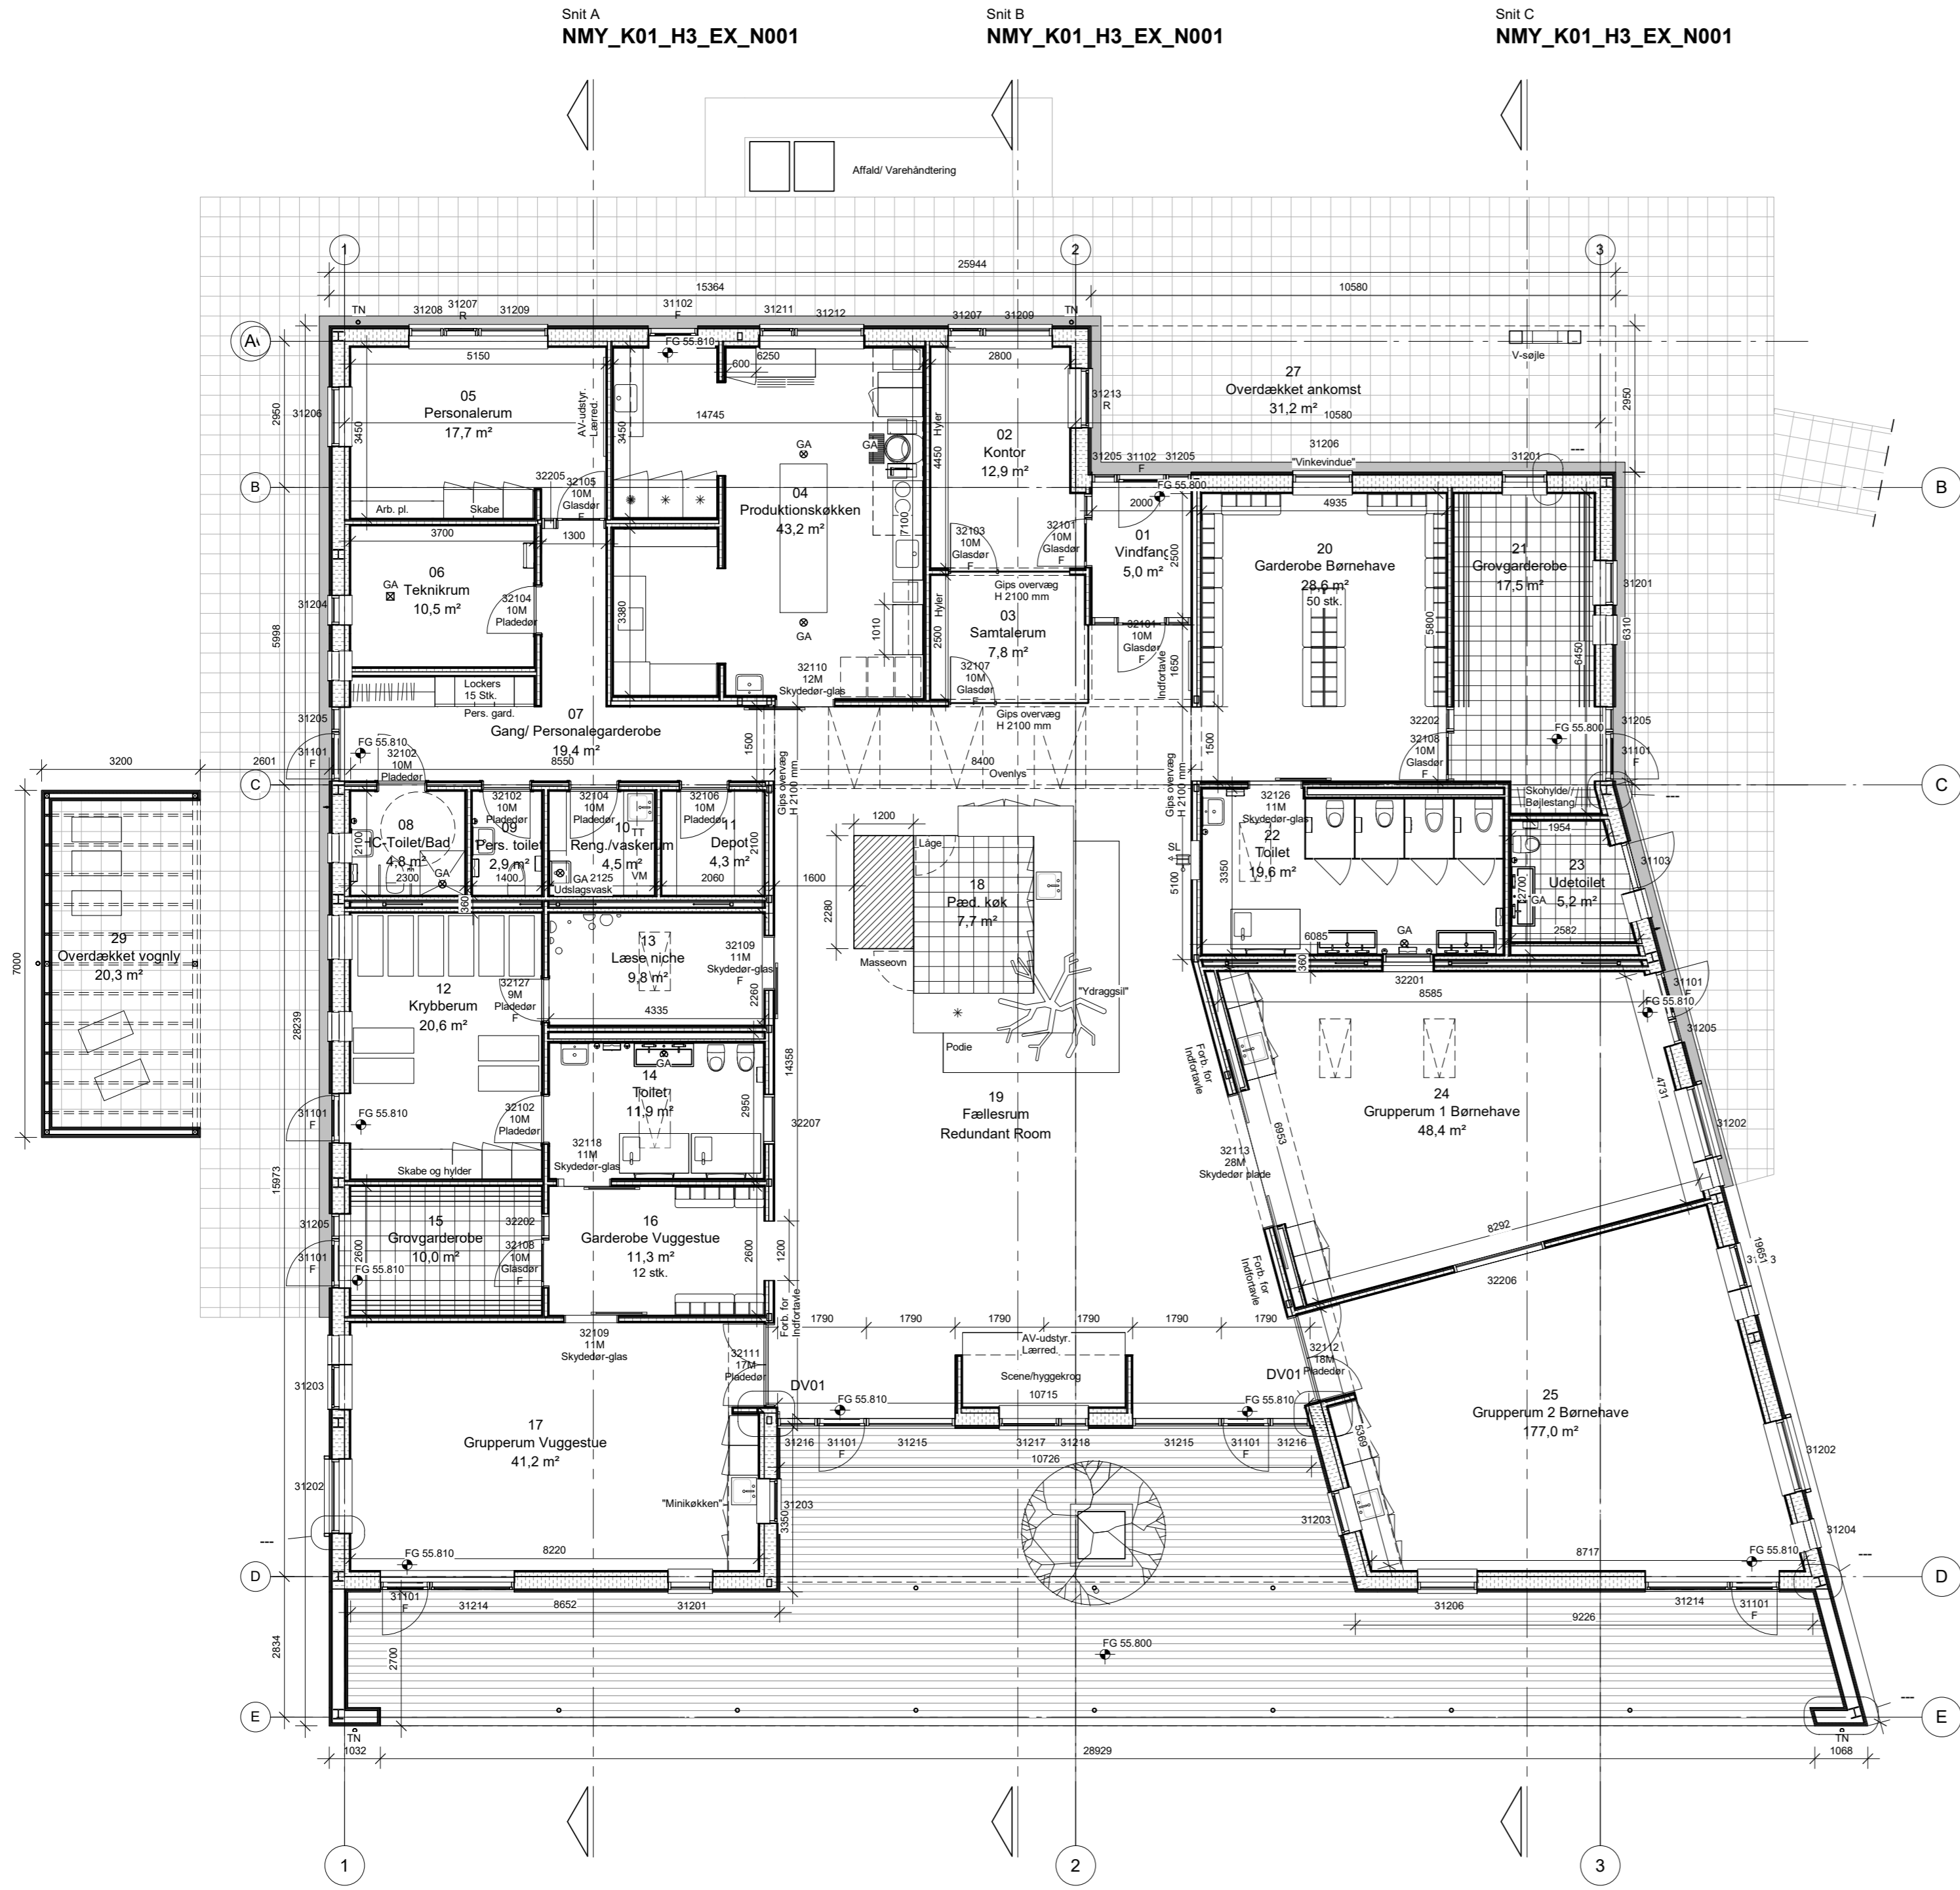 Snit A
NMY_K01_H3_EX_N001
Snit B
NMY_K01_H3_EX_N001
Snit C
NMY_K01_H3_EX_N001
Affald/ Varehåndtering
1
2
3
25944
15364
10580
TN
31208
31207
R
31209
31102
F
31211
31212
31207
31209
TN
A
FG 55.810
5150
6250
600
2800
V-søjle
27
Overdækket ankomst
31,2 m²
10580
2950
31206
05
Personalerum
17,7 m²
3450
AV-udstyr.
Lærred.
3450
14745
GA
GA
Hyler
4450
02
Kontor
12,9 m²
31213
R
2950
31205
31102
F
31205
31206
"Vinkevindue"
31201
---
B
B
32205
32105
10M
Glasdør
F
Arb. pl.
Skabe
04
Produktionskøkken
43,2 m²
7100
FG 55.800
2000
4935
3700
1300
06
Teknikrum
10,5 m²
GA
32104
10M
Pladedør
31204
5998
3380
GA
1010
32103
10M
Glasdør
F
32101
10M
Glasdør
F
01
Vindfang
5,0 m²
2500
20
Garderobe Børnehave
28,6 m²
50 stk.
5800
21
Grovgarderobe
17,5 m²
6450
31201
6310
Gips overvæg
H 2100 mm
Hyler
2500
03
Samtalerum
7,8 m²
32101
10M
Glasdør
F
1650
Indfortavle
32107
10M
Glasdør
F
32110
12M
Skydedør-glas
Lockers
15 Stk.
Pers. gard.
07
Gang/ Personalegarderobe
19,4 m²
8550
Gips overvæg
H 2100 mm
1500
1500
31205
31101
F
FG 55.810
32102
10M
Pladedør
32202
32108
10M
Glasdør
F
FG 55.800
31205
31101
F
3200
2601
8400
Ovenlys
Gips overvæg
H 2100 mm
Gips overvæg
H 2100 mm
C
C
---
Skohylde/
Bøjlestang
08
HC-Toilet/Bad
4,8 m²
2100
2300
GA
32102
10M
Pladedør
09
Pers. toilet
2,9 m²
1400
32104
10M
Pladedør
TT
10
Reng./vaskerum
4,5 m²
VM
GA
2125
Udslagsvask
32106
10M
Pladedør
11
Depot
4,3 m²
2100
2060
1600
1200
Låge
2280
18
Pæd. køk
7,7 m²
Masseovn
"Ydraggsil"
Podie
SL
5100
3350
32126
11M
Skydedør-glas
22
Toilet
19,6 m²
GA
6085
1954
23
Udetoilet
5,2 m²
2700
GA
2582
31103
360
360
29
Overdækket vognly
20,3 m²
7000
28239
12
Krybberum
20,6 m²
32127
9M
Pladedør
F
13
Læse niche
9,8 m²
4335
32109
11M
Skydedør-glas
F
2260
32201
8585
31101
F
FG 55.810
31205
Forb. for
Indfortavle
31101
F
FG 55.810
32102
10M
Pladedør
14
Toilet
11,9 m²
GA
2950
14358
32207
32118
11M
Skydedør-glas
Skabe og hylder
19
Fællesrum
Redundant Room
6953
32113
28M
Skydedør plade
24
Grupperum 1 Børnehave
48,4 m²
4731
31202
15973
31205
31101
F
FG 55.810
15
Grovgarderobe
10,0 m²
2600
32202
32108
10M
Glasdør
F
16
Garderobe Vuggestue
11,3 m²
12 stk.
2600
1200
Forb. for
Indfortavle
Forb. for
Indfortavle
8292
32206
19651
1790
1790
1790
1790
1790
1790
AV-udstyr.
Lærred.
Scene/hyggekrog
10715
32109
11M
Skydedør-glas
32111
17M
Pladedør
32112
18M
Pladedør
DV01
DV01
FG 55.810
FG 55.810
31203
31216
31101
F
31215
31217
31218
31215
31101
F
31216
10726
17
Grupperum Vuggestue
41,2 m²
"Minikøkken"
31203
3350
5369
31203
25
Grupperum 2 Børnehave
177,0 m²
31202
31202
31204
---
---
FG 55.810
8220
8717
FG 55.810
D
D
31101
F
31214
8652
31201
31206
31214
31101
F
9226
2834
2700
FG 55.800
E
E
---
TN
TN
1032
28929
1068
1
2
3